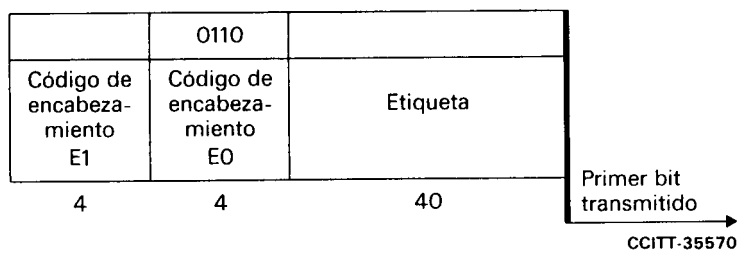 0110
Código de
encabeza-
miento
E1
Código de
encabeza-
miento
E0
Etiqueta
4
4
40
Primer bit
transmitido
CCITT-35570